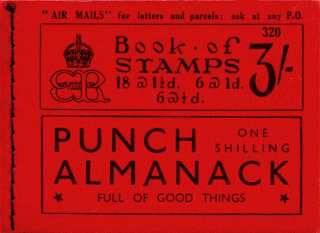 "AIR MAILS" for letters and parcels: ask at any P.O.
320
Book · of
STAMPS
3/-
18 @ 1½d. 6 @ 1d.
6 @ ½d.
E VIII R
PUNCH ONE SHILLING
ALMANACK
★ FULL OF GOOD THINGS ★